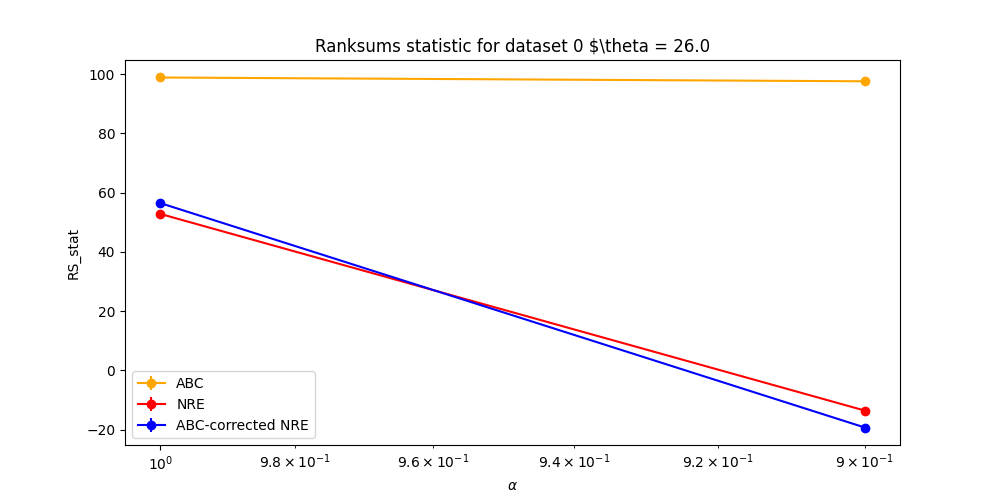 Ranksums statistic for dataset 0 $\theta = 26.0
100
80
60
40
20
0
−20
RS_stat
ABC
NRE
ABC-corrected NRE
10⁰
9.8 × 10⁻¹
9.6 × 10⁻¹
9.4 × 10⁻¹
9.2 × 10⁻¹
9 × 10⁻¹
α